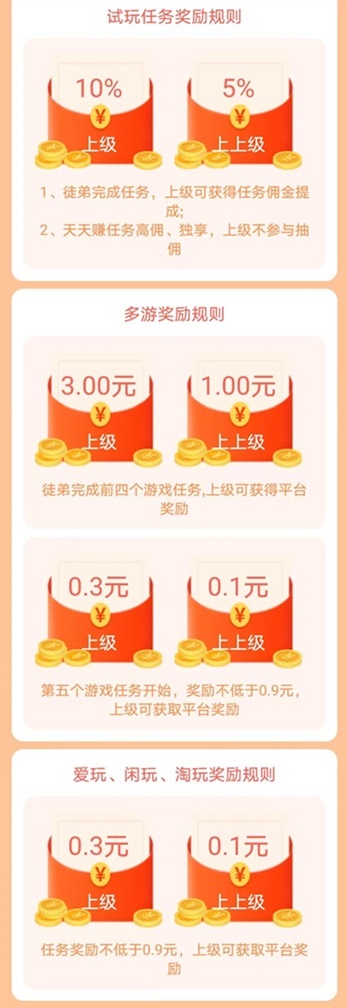 试玩任务奖励规则
10% 5%
¥ ¥
上级 上上级
1、徒弟完成任务，上级可获得任务佣金提
成;
2、天天赚任务高佣、独享，上级不参与抽
佣
多游奖励规则
3.00元 1.00元
¥ ¥
上级 上上级
徒弟完成前四个游戏任务,上级可获得平台
奖励
0.3元 0.1元
¥ ¥
上级 上上级
第五个游戏任务开始，奖励不低于0.9元，
上级可获取平台奖励
爱玩、闲玩、淘玩奖励规则
0.3元 0.1元
¥ ¥
上级 上上级
任务奖励不低于0.9元，上级可获取平台奖
励